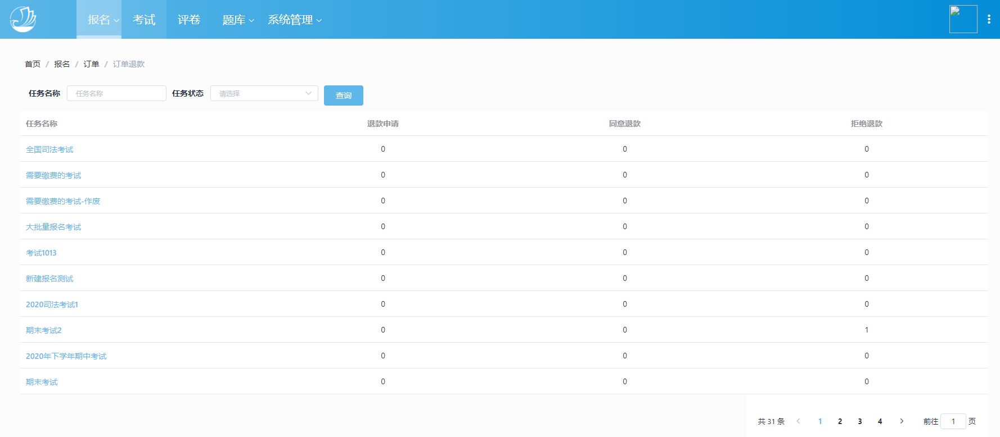 报名 考试 评卷 题库 系统管理
首页 / 报名 / 订单 / 订单退款
任务名称 任务名称 任务状态 请选择 查询
任务名称 退款申请 同意退款 拒绝退款
全国司法考试 0 0 0
需要缴费的考试 0 0 0
需要缴费的考试-作废 0 0 0
大批量报名考试 0 0 0
考试1013 0 0 0
新建报名测试 0 0 0
2020司法考试1 0 0 0
期末考试2 0 0 1
2020年下学年期中考试 0 0 0
期末考试 0 0 0
共 31 条 1 2 3 4 前往 1 页